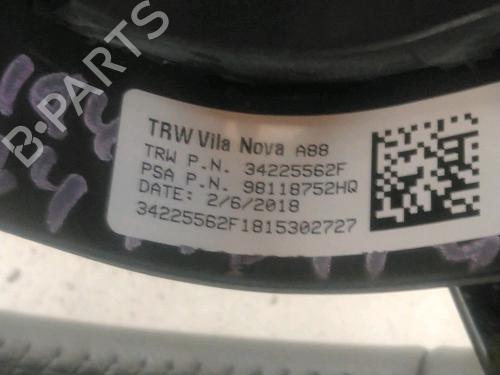 B-PARTS
TRW Vila Nova A88
TRW P.N. 34225562F
PSA P.N. 98118752HQ
DATE: 2/6/2018
34225562F1815302727